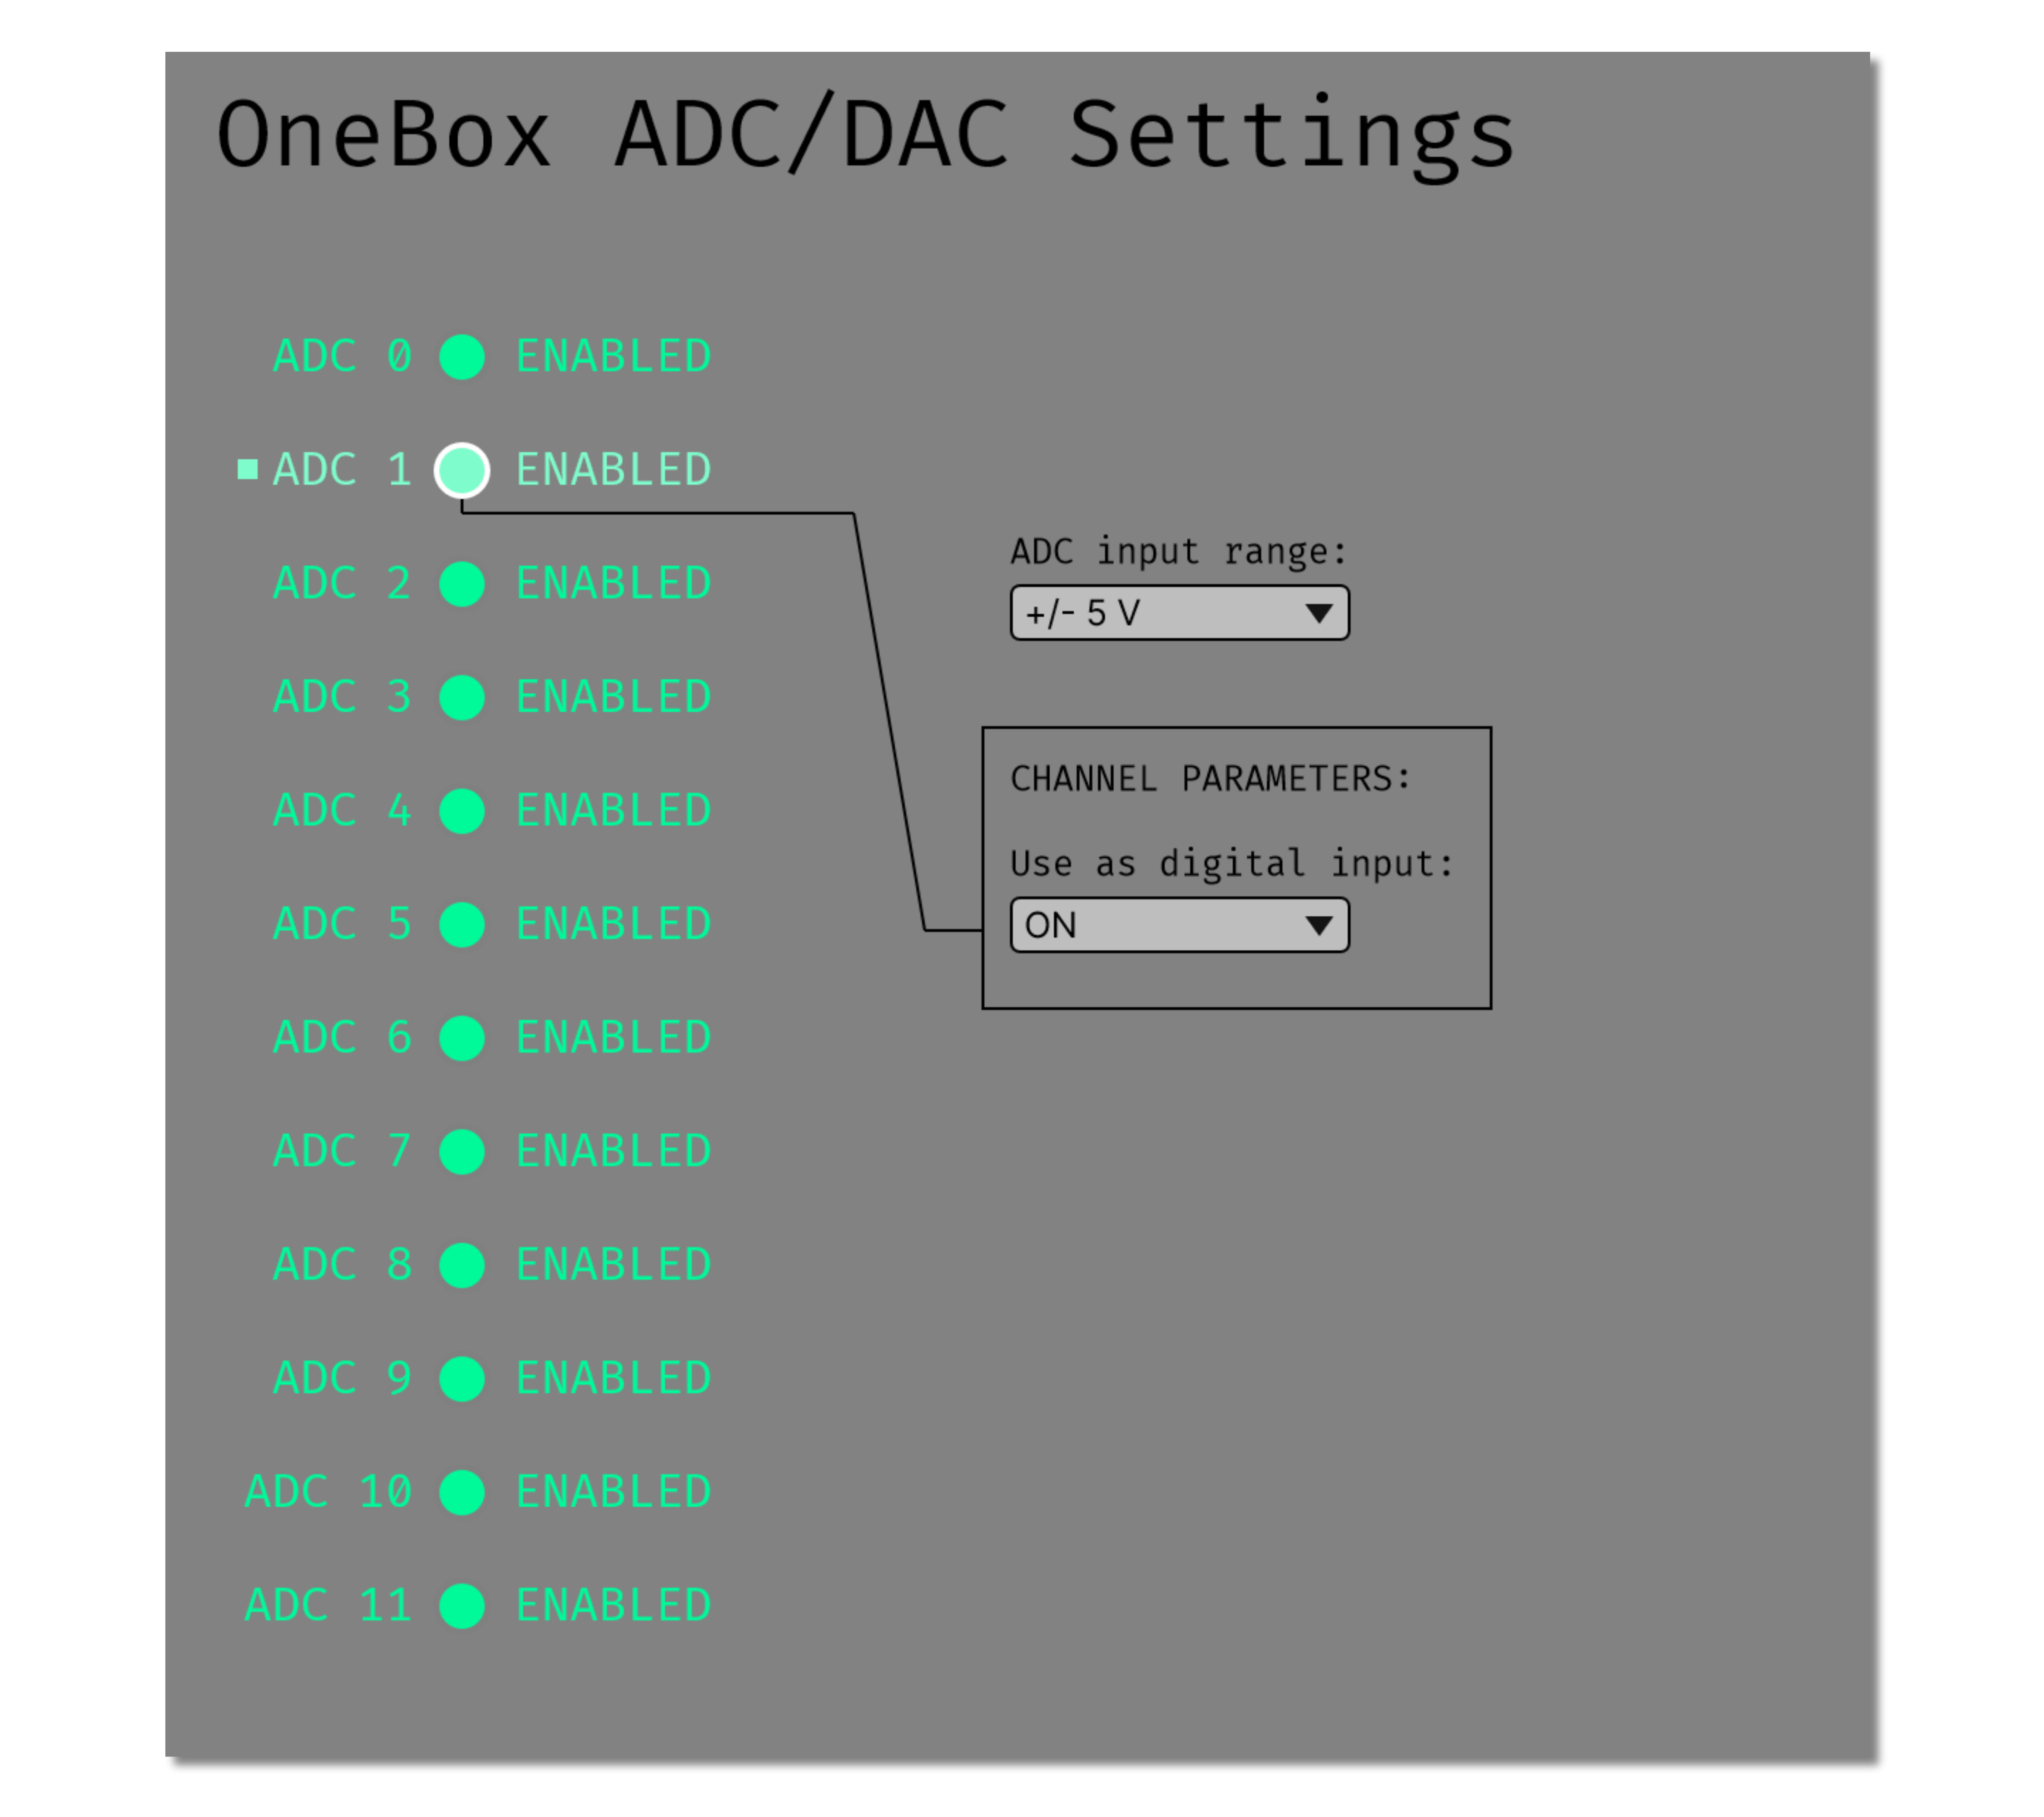 OneBox ADC/DAC Settings
ADC 0 ENABLED
ADC 1 ENABLED
ADC 2 ENABLED
ADC 3 ENABLED
ADC 4 ENABLED
ADC 5 ENABLED
ADC 6 ENABLED
ADC 7 ENABLED
ADC 8 ENABLED
ADC 9 ENABLED
ADC 10 ENABLED
ADC 11 ENABLED
ADC input range:
+/- 5 V
CHANNEL PARAMETERS:
Use as digital input:
ON